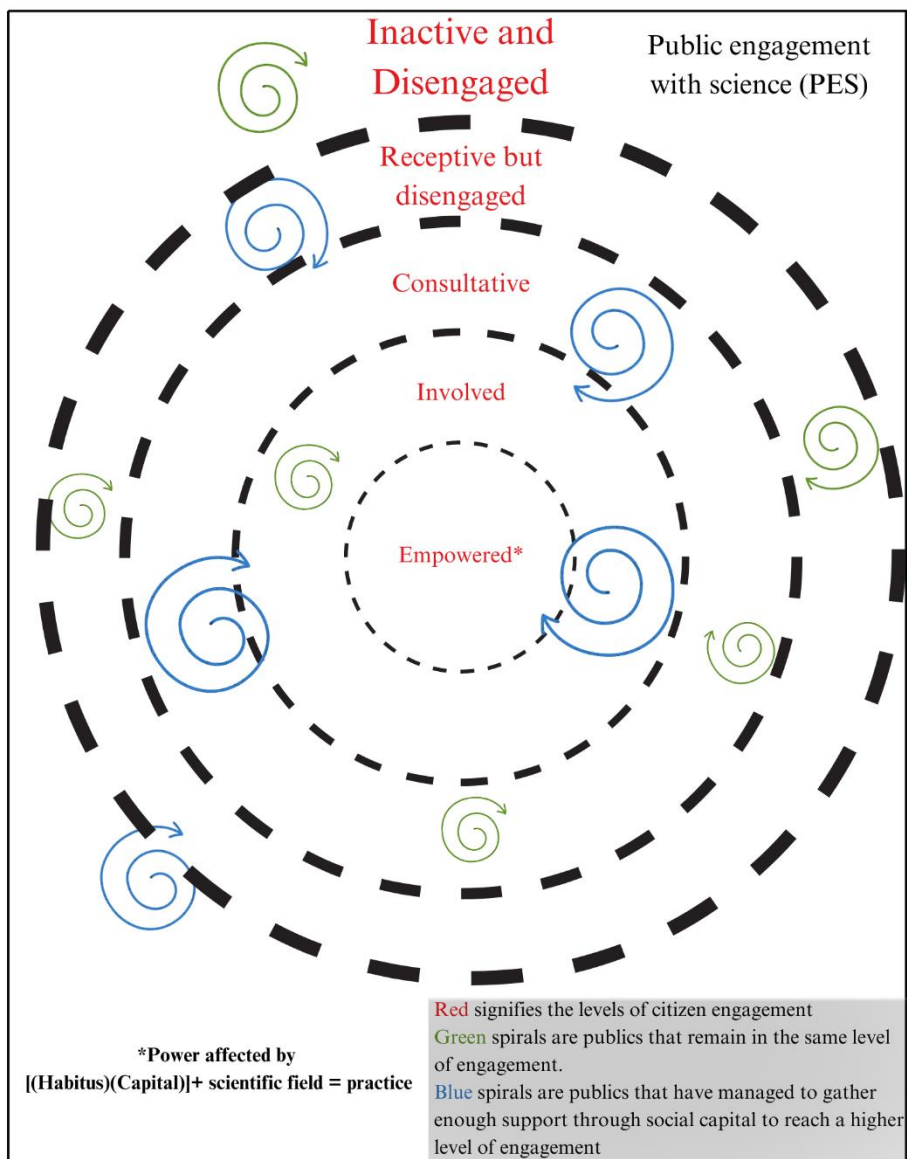 Inactive and
Disengaged
Public engagement
with science (PES)
Receptive but
disengaged
Consultative
Involved
Empowered*
*Power affected by
[(Habitus)(Capital)]+ scientific field = practice
Red signifies the levels of citizen engagement
Green spirals are publics that remain in the same level
of engagement.
Blue spirals are publics that have managed to gather
enough support through social capital to reach a higher
level of engagement